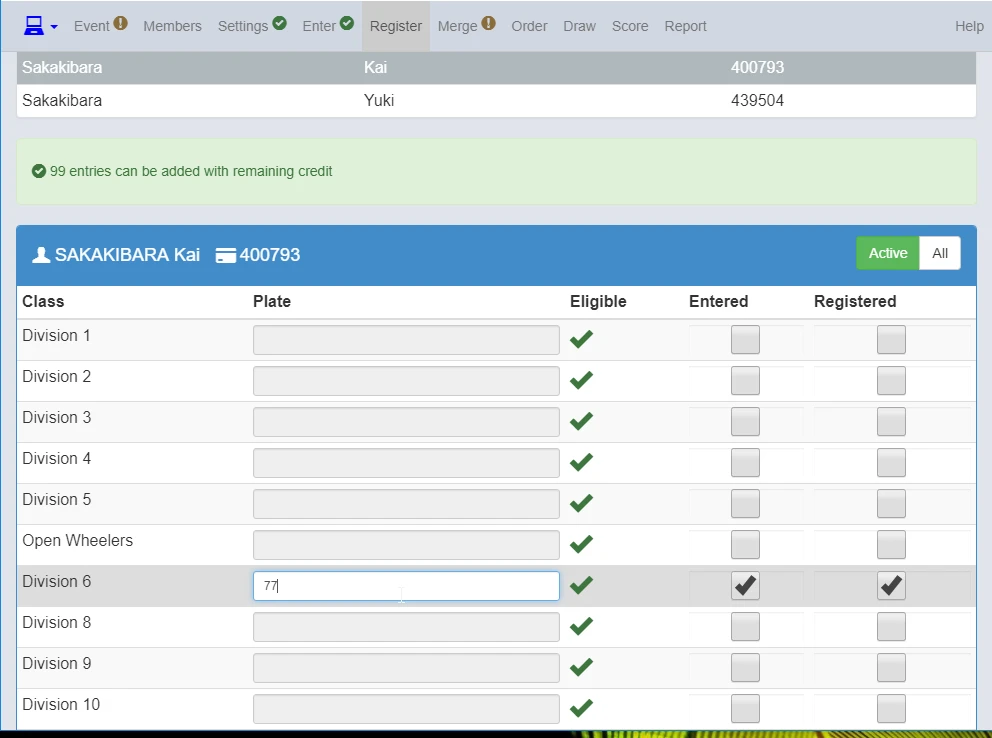 Event Members Settings Enter Register Merge Order Draw Score Report Help
Sakakibara Kai 400793
Sakakibara Yuki 439504
99 entries can be added with remaining credit
SAKAKIBARA Kai 400793 Active All
Class Plate Eligible Entered Registered
Division 1
Division 2
Division 3
Division 4
Division 5
Open Wheelers
Division 6 77
Division 8
Division 9
Division 10